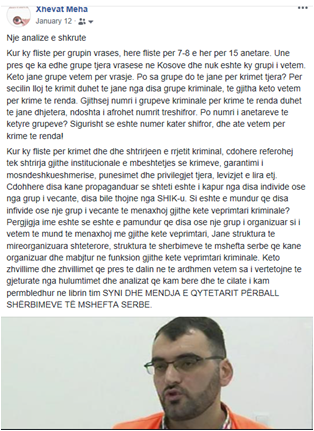 Xhevat Meha
January 12
Nje analize e shkrute
Kur ky fliste per grupin vrases, here fliste per 7-8 e her per 15 anetare. Une
pres qe ka edhe grupe tjera vrasese ne Kosove dhe nuk eshte ky grupi i vetem.
Keto jane grupe vetem per vrasje. Po sa grupe do te jane per krimet tjera? Per
secilin lloj te krimit duhet te jane nga disa grupe kriminale, te gjitha keto vetem
per krime te renda. Gjithsej numri i grupeve kriminale per krime te renda duhet
te jane dhjetera, ndoshta i afrohet numrit treshifror. Po numri i anetareve te
ketyre grupeve? Sigurisht se eshte numer kater shifror, dhe ate vetem per
krime te renda!
Kur ky fliste per krimet dhe dhe shtrirjeen e rrjetit kriminal, cdohere referohej
tek shtrirja gjithe institucionale e mbeshtetjes se krimeve, garantimi i
mosndeshkueshmerise, punesimet dhe privilegjet tjera, levizjet e lira etj.
Cdohere disa kane propaganduar se shteti eshte i kapur nga disa individe ose
nga grup i vecante, disa bile thojne nga SHIK-u. Si eshte e mundur qe disa
infivide ose nje grup i vecante te menaxhoj gjithe kete veprimtari kriminale?
Pergjigja ime eshte se eshte e pamundur qe disa ose nje grup i organizuar si i
vetem te mund te menaxhoj me gjithe kete veprimtari, Jane struktura te
mireorganizuara shteterore, struktura te sherbimeve te mshefta serbe qe kane
organizuar dhe mabjtur ne funksion gjithe kete veprimtari kriminale. Keto
zhvillime dhe zhvillimet qe pres te dalin ne te ardhmen vetem sa i vertetojne te
gjeturate nga hulumtimet dhe analizat qe kam bere dhe te cilate i kam
permbledhur ne librin tim SYNI DHE MENDJA E QYTETARIT PËRBALL
SHËRBIMEVE TË MSHEFTA SERBE.